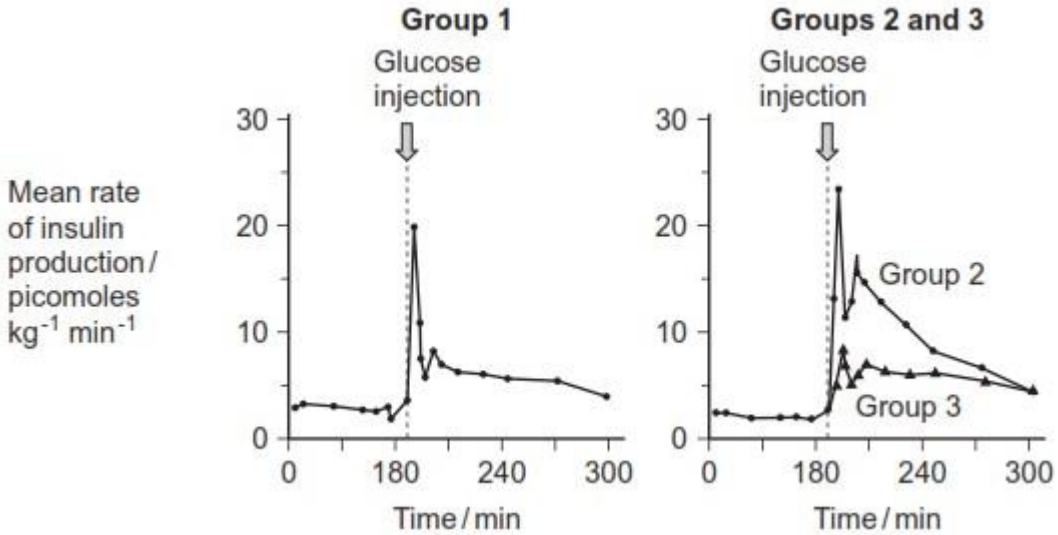 Group 1
Groups 2 and 3
Glucose
injection
Glucose
injection
Mean rate
of insulin
production /
picomoles
kg⁻¹ min⁻¹
30
20
10
0
0 180 240 300
Time / min
30
20
10
0
Group 2
Group 3
0 180 240 300
Time / min